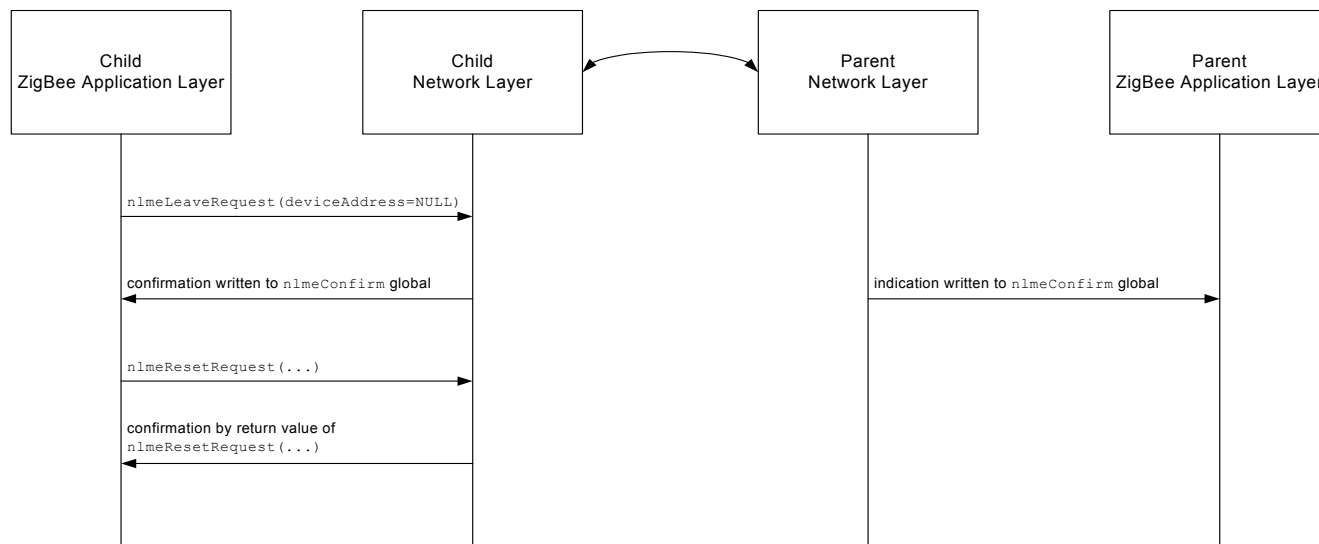 Child
ZigBee Application Layer
Child
Network Layer
Parent
Network Layer
Parent
ZigBee Application Layer
nlmeLeaveRequest(deviceAddress=NULL)
confirmation written to nlmeConfirm global
indication written to nlmeConfirm global
nlmeResetRequest(...)
confirmation by return value of
nlmeResetRequest(...)